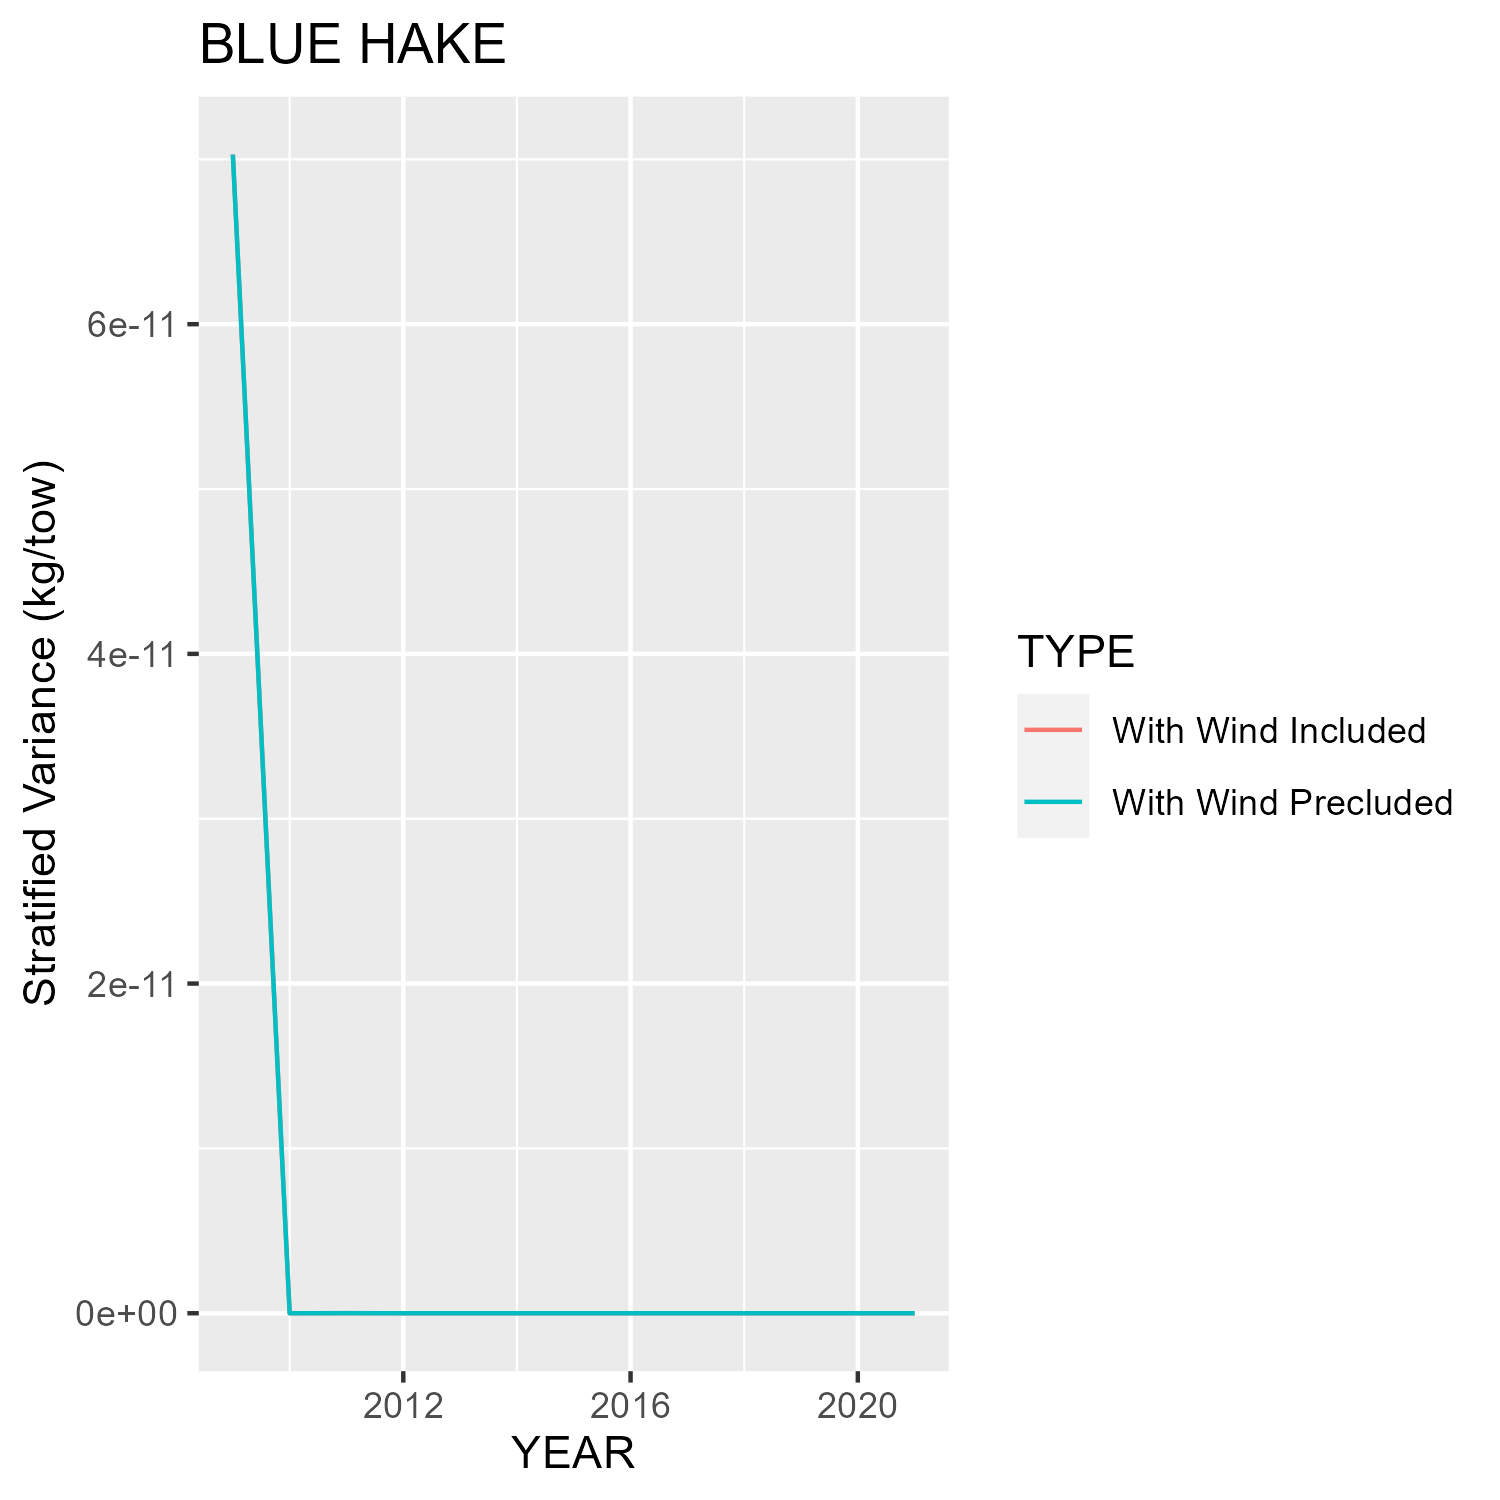 BLUE HAKE
Stratified Variance (kg/tow)
6e-11
4e-11
2e-11
0e+00
2012 2016 2020
YEAR
TYPE
With Wind Included
With Wind Precluded